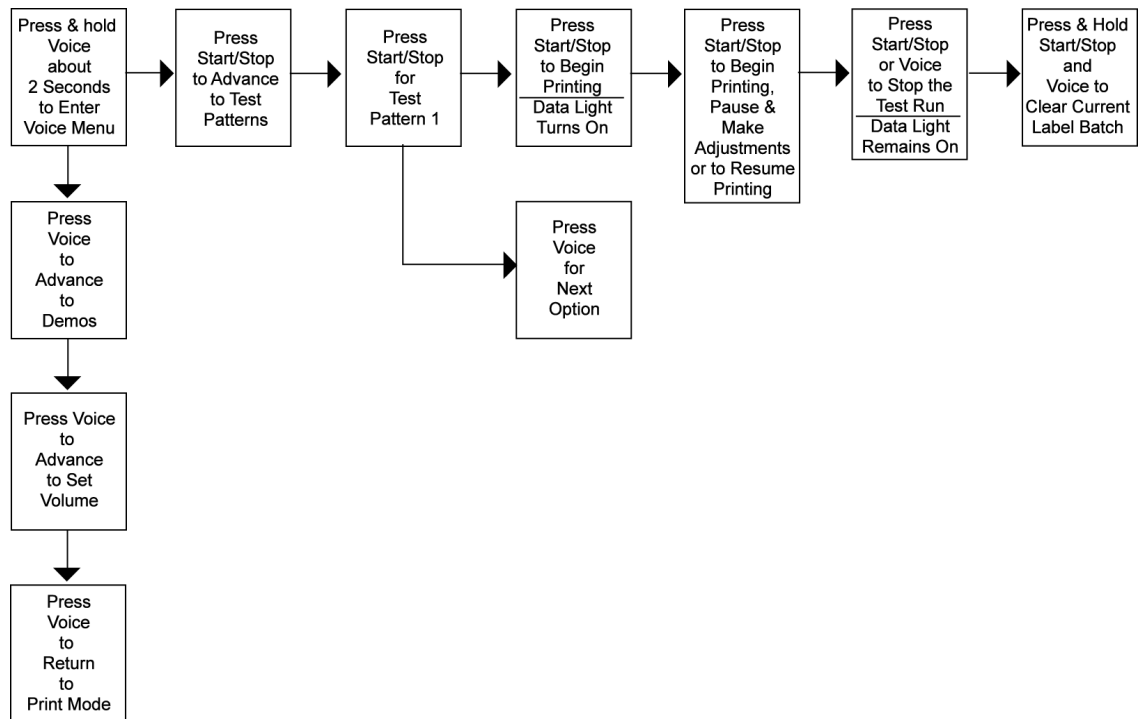 Press & hold
Voice
about
2 Seconds
to Enter
Voice Menu
Press
Start/Stop
to Advance
to Test
Patterns
Press
Start/Stop
for
Test
Pattern 1
Press
Start/Stop
to Begin
Printing
Data Light
Turns On
Press
Start/Stop
to Begin
Printing,
Pause &
Make
Adjustments
or to Resume
Printing
Press
Start/Stop
or Voice
to Stop the
Test Run
Data Light
Remains On
Press & Hold
Start/Stop
and
Voice to
Clear Current
Label Batch
Press
Voice
to
Advance
to
Demos
Press
Voice
for
Next
Option
Press Voice
to
Advance
to Set
Volume
Press
Voice
to
Return
to
Print Mode